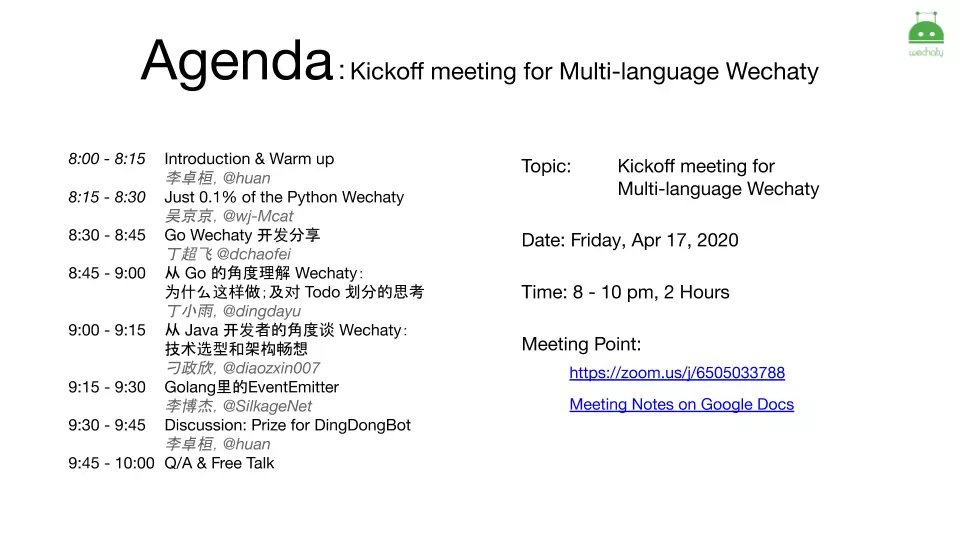 wechaty
Agenda: Kickoff meeting for Multi-language Wechaty
8:00 - 8:15 Introduction & Warm up
李卓桓, @huan
8:15 - 8:30 Just 0.1% of the Python Wechaty
吴京京, @wj-Mcat
8:30 - 8:45 Go Wechaty 开发分享
丁超飞 @dchaofei
8:45 - 9:00 从 Go 的角度理解 Wechaty：
为什么这样做；及对 Todo 划分的思考
丁小雨, @dingdayu
9:00 - 9:15 从 Java 开发者的角度谈 Wechaty：
技术选型和架构畅想
刁政欣, @diaozxin007
9:15 - 9:30 Golang里的EventEmitter
李博杰, @SilkageNet
9:30 - 9:45 Discussion: Prize for DingDongBot
李卓桓, @huan
9:45 - 10:00 Q/A & Free Talk
Topic: Kickoff meeting for
Multi-language Wechaty
Date: Friday, Apr 17, 2020
Time: 8 - 10 pm, 2 Hours
Meeting Point:
https://zoom.us/j/6505033788
Meeting Notes on Google Docs